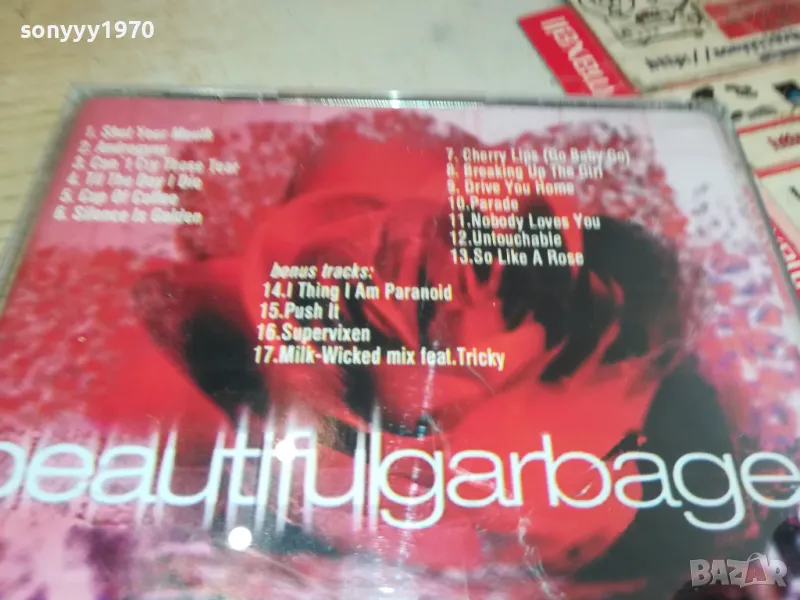 sonyyy1970
maxell
1. Shut Your Mouth
2. Androgyny
3. Can't Cry These Tear
4. Till The Day I Die
5. Cup Of Coffee
6. Silence Is Golden
7. Cherry Lips (Go Baby Go)
8. Breaking Up The Girl
9. Drive You Home
10. Parade
11. Nobody Loves You
12. Untouchable
13. So Like A Rose
bonus tracks:
14. I Thing I Am Paranoid
15. Push It
16. Supervixen
17. Milk-Wicked mix feat. Tricky
beautifulgarbage
BAZAR